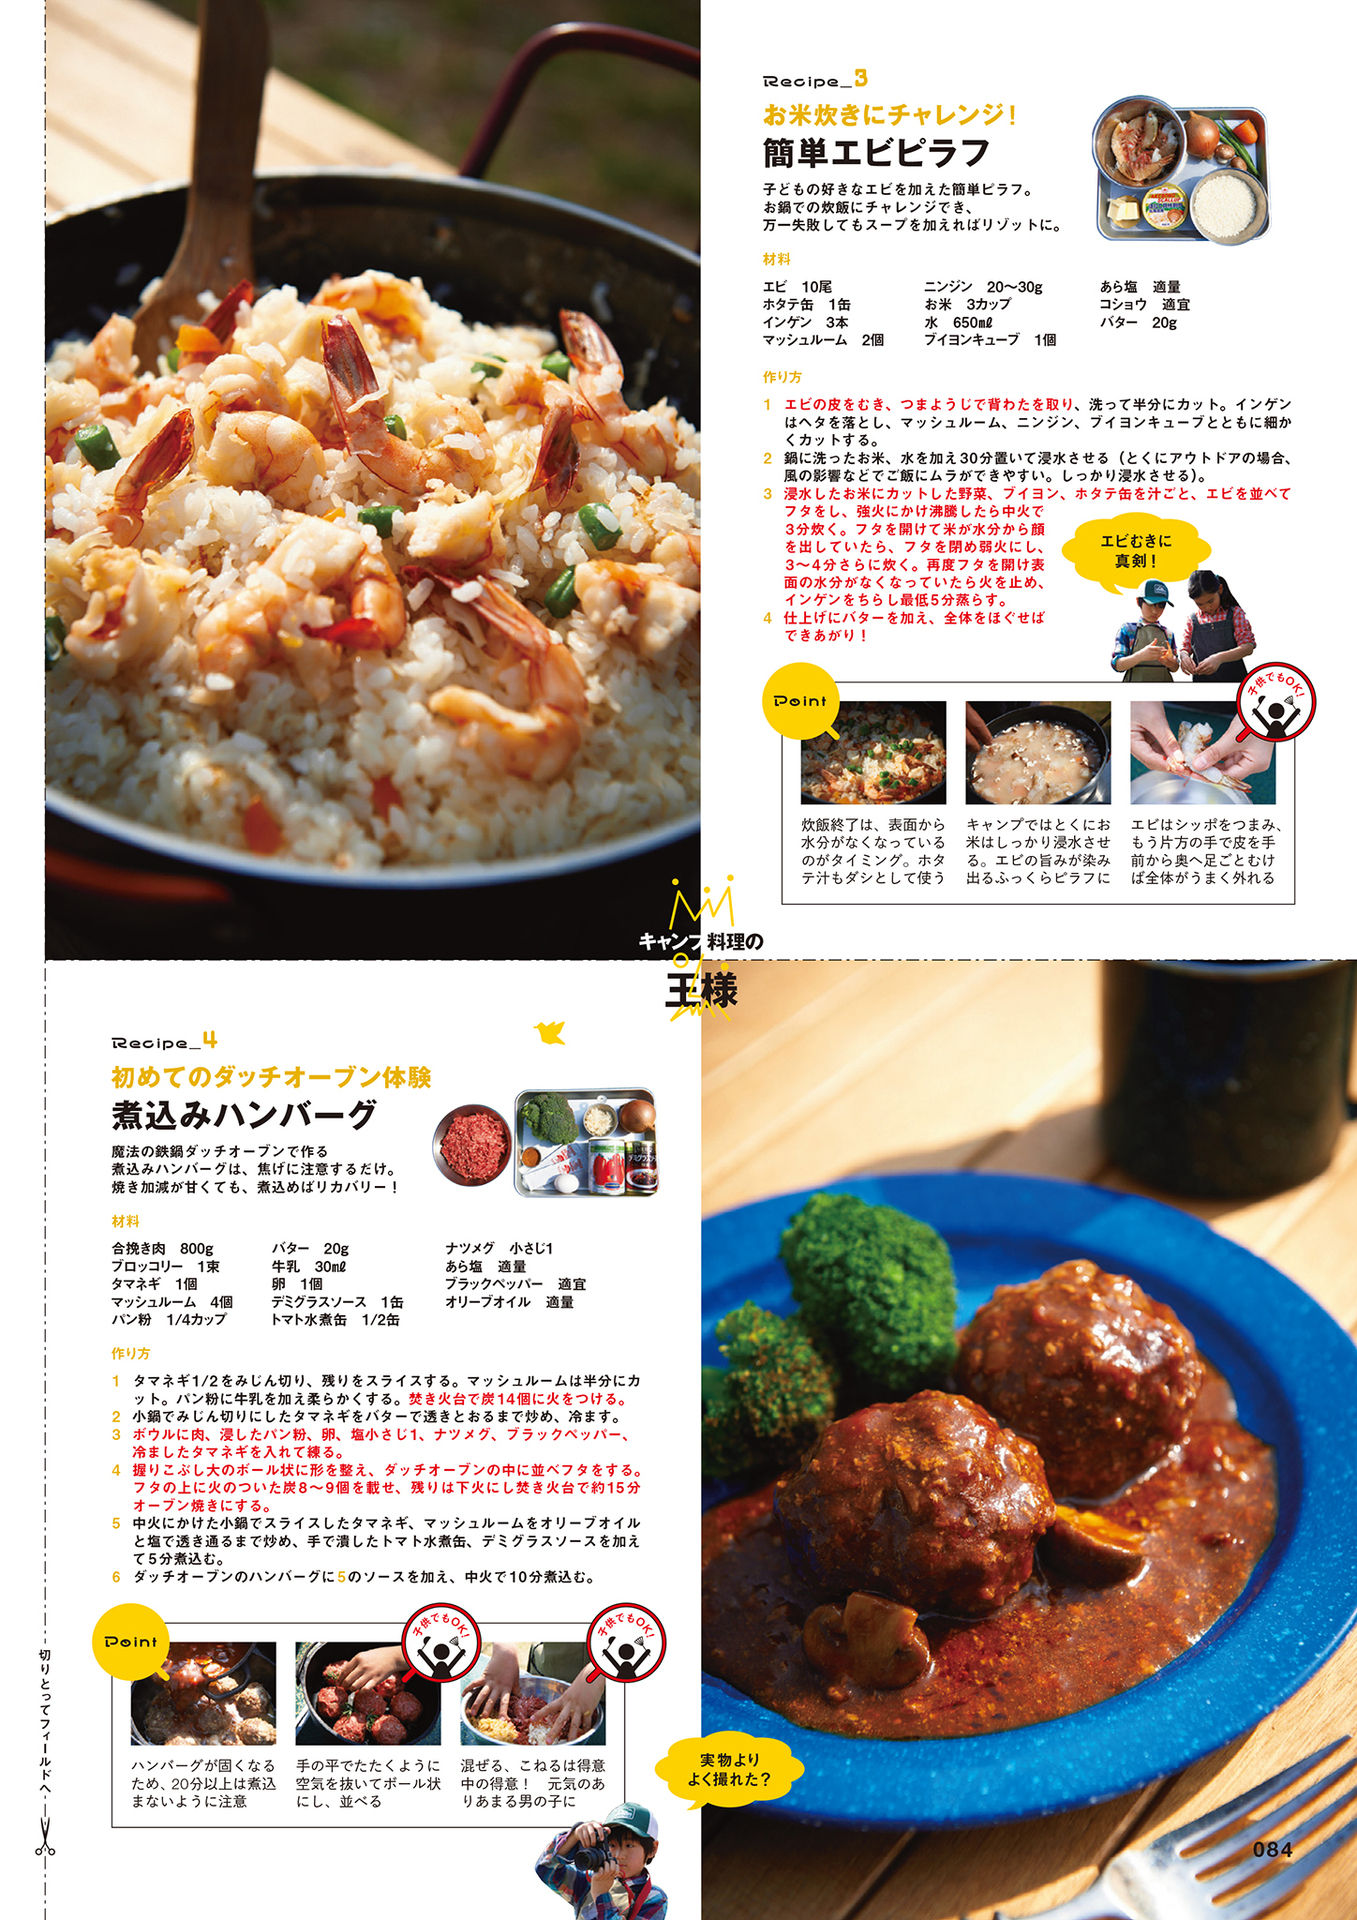 Recipe_3
お米炊きにチャレンジ！
簡単エビピラフ
子どもの好きなエビを加えた簡単ピラフ。
お鍋での炊飯にチャレンジでき、
万一失敗してもスープを加えればリゾットに。
材料
エビ　10尾
ホタテ缶　1缶
インゲン　3本
マッシュルーム　2個
ニンジン　20〜30g
お米　3カップ
水　650㎖
ブイヨンキューブ　1個
あら塩　適量
コショウ　適宜
バター　20g
作り方
1 エビの皮をむき、つまようじで背わたを取り、洗って半分にカット。インゲン
はヘタを落とし、マッシュルーム、ニンジン、ブイヨンキューブとともに細か
くカットする。
2 鍋に洗ったお米、水を加え30分置いて浸水させる（とくにアウトドアの場合、
風の影響などでご飯にムラができやすい。しっかり浸水させる）。
3 浸水したお米にカットした野菜、ブイヨン、ホタテ缶を汁ごと、エビを並べて
フタをし、強火にかけ沸騰したら中火で
3分炊く。フタを開けて米が水分から顔
を出していたら、フタを閉め弱火にし、
3〜4分さらに炊く。再度フタを開け表
面の水分がなくなっていたら火を止め、
インゲンをちらし最低5分蒸らす。
4 仕上げにバターを加え、全体をほぐせば
できあがり！
エビむきに
真剣！
Point
子供でもOK!
炊飯終了は、表面から
水分がなくなっている
のがタイミング。ホタ
テ汁もダシとして使う
キャンプではとくにお
米はしっかり浸水させ
る。エビの旨みが染み
出るふっくらピラフに
エビはシッポをつまみ、
もう片方の手で皮を手
前から奥へ足ごとむけ
ば全体がうまく外れる
キャンプ料理の
王様
Recipe_4
初めてのダッチオーブン体験
煮込みハンバーグ
魔法の鉄鍋ダッチオーブンで作る
煮込みハンバーグは、焦げに注意するだけ。
焼き加減が甘くても、煮込めばリカバリー！
材料
合挽き肉　800g
ブロッコリー　1束
タマネギ　1個
マッシュルーム　4個
パン粉　1/4カップ
バター　20g
牛乳　30㎖
卵　1個
デミグラスソース　1缶
トマト水煮缶　1/2缶
ナツメグ　小さじ1
あら塩　適量
ブラックペッパー　適宜
オリーブオイル　適量
作り方
1 タマネギ1/2をみじん切り、残りをスライスする。マッシュルームは半分にカ
ット。パン粉に牛乳を加え柔らかくする。焚き火台で炭14個に火をつける。
2 小鍋でみじん切りにしたタマネギをバターで透きとおるまで炒め、冷ます。
3 ボウルに肉、浸したパン粉、卵、塩小さじ1、ナツメグ、ブラックペッパー、
冷ましたタマネギを入れて練る。
4 握りこぶし大のボール状に形を整え、ダッチオーブンの中に並べフタをする。
フタの上に火のついた炭8〜9個を載せ、残りは下火にし焚き火台で約15分
オーブン焼きにする。
5 中火にかけた小鍋でスライスしたタマネギ、マッシュルームをオリーブオイル
と塩で透き通るまで炒め、手で潰したトマト水煮缶、デミグラスソースを加え
て5分煮込む。
6 ダッチオーブンのハンバーグに5のソースを加え、中火で10分煮込む。
Point
子供でもOK!
子供でもOK!
ハンバーグが固くなる
ため、20分以上は煮込
まないように注意
手の平でたたくように
空気を抜いてボール状
にし、並べる
混ぜる、こねるは得意
中の得意！　元気のあ
りあまる男の子に
実物より
よく撮れた？
切りとってフィールドへ
084